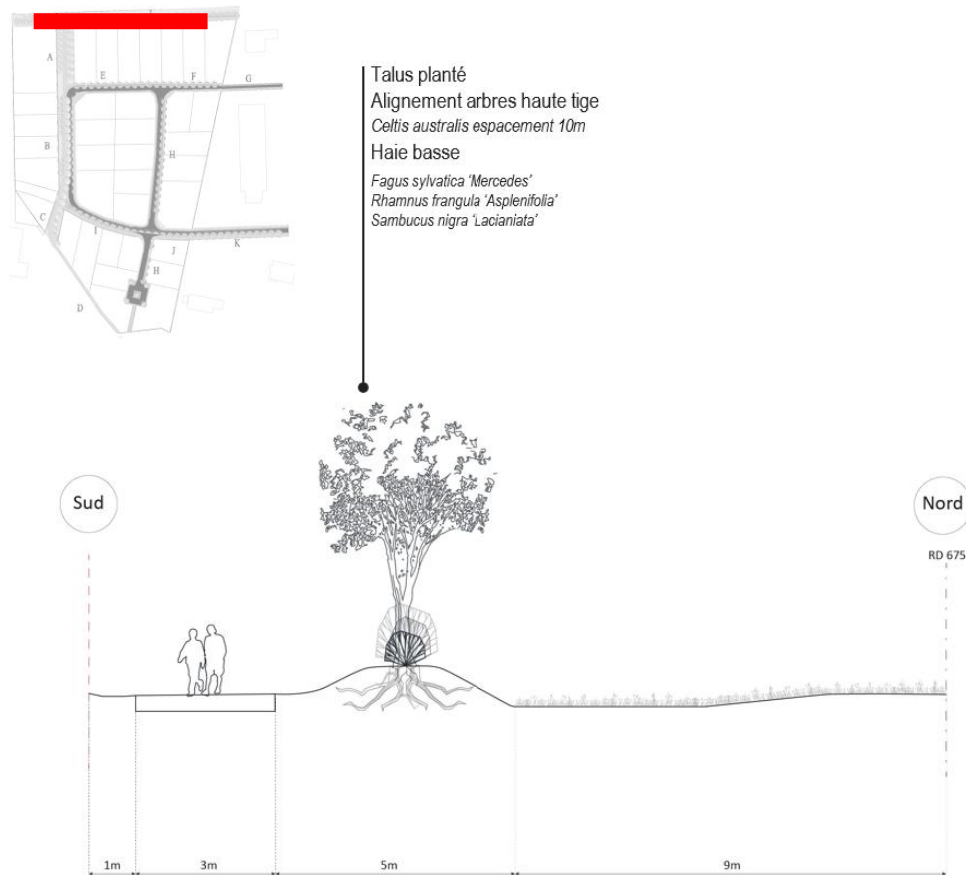 A
E
F
G
B
H
C
I
J
K
H
D
Talus planté
Alignement arbres haute tige
Celtis australis espacement 10m
Haie basse
Fagus sylvatica ‘Mercedes’
Rhamnus frangula ‘Asplenifolia’
Sambucus nigra ‘Lacianiata’
Sud
Nord
RD 675
1m
3m
5m
9m